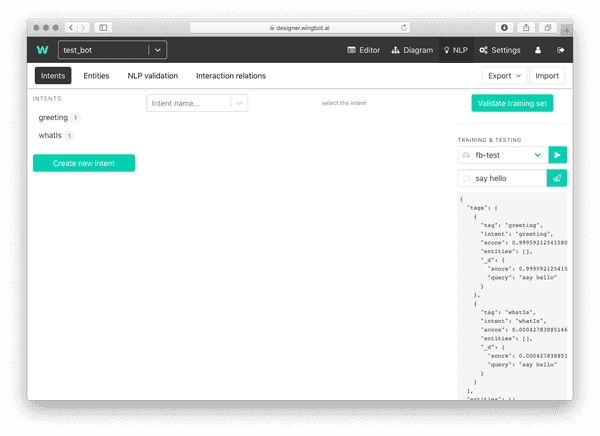 designer.wingbot.ai
W test_bot Editor Diagram NLP Settings
Intents Entities NLP validation Interaction relations Export Import
INTENTS
Intent name...
select the intent
Validate training set
greeting 1
whatIs 1
Create new intent
TRAINING & TESTING
fb-test
say hello
{
"tags": [
{
"tag": "greeting",
"intent": "greeting",
"score": 0.99959212541580
"entities": [],
"_d": {
"score": 0.999592125415
"query": "say hello"
}
},
{
"tag": "whatIs",
"intent": "whatIs",
"score": 0.00042783885146
"entities": [],
"_d": {
"score": 0.000427838851
"query": "say hello"
}
}
],
"entities": []